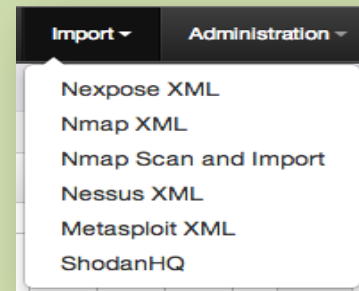 Import Administration
Nexpose XML
Nmap XML
Nmap Scan and Import
Nessus XML
Metasploit XML
ShodanHQ